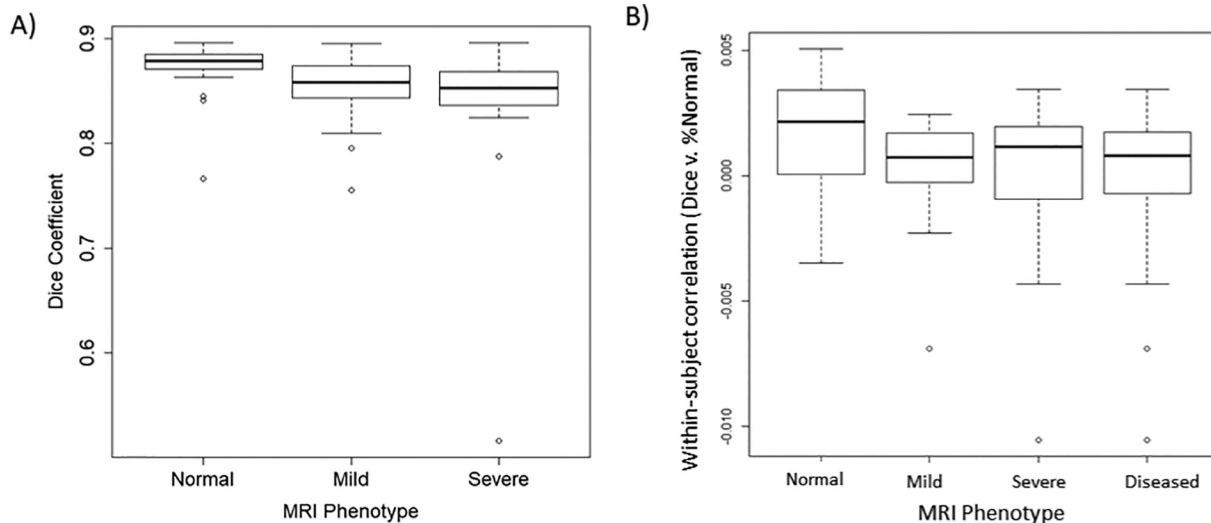 A)
Dice Coefficient
0.9
0.8
0.7
0.6
Normal Mild Severe
MRI Phenotype
B)
Within-subject correlation (Dice v. %Normal)
0.005
0.000
-0.005
-0.010
Normal Mild Severe Diseased
MRI Phenotype